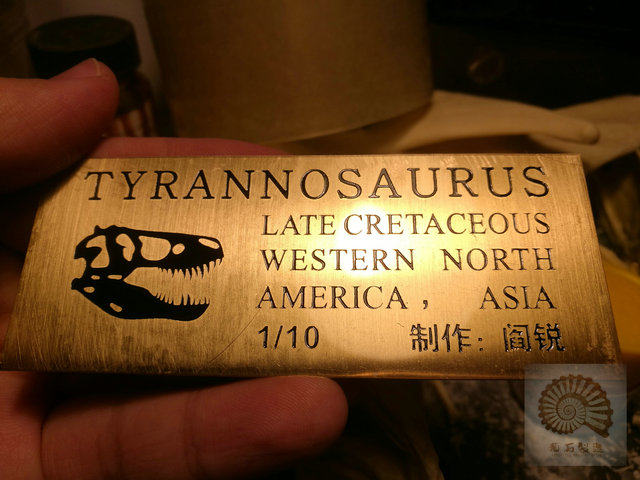 TYRANNOSAURUS
LATE CRETACEOUS
WESTERN NORTH
AMERICA， ASIA
1/10 制作：阎锐